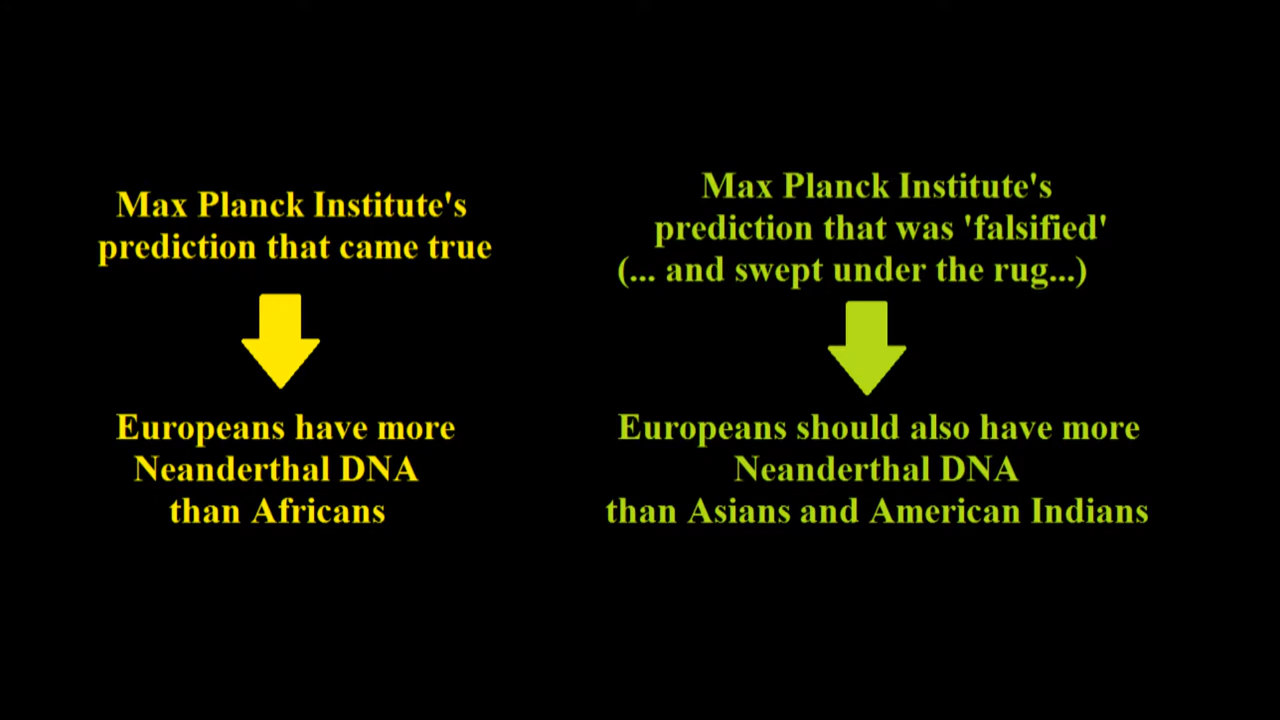 Max Planck Institute's
prediction that came true
Europeans have more
Neanderthal DNA
than Africans
Max Planck Institute's
prediction that was 'falsified'
(... and swept under the rug...)
Europeans should also have more
Neanderthal DNA
than Asians and American Indians